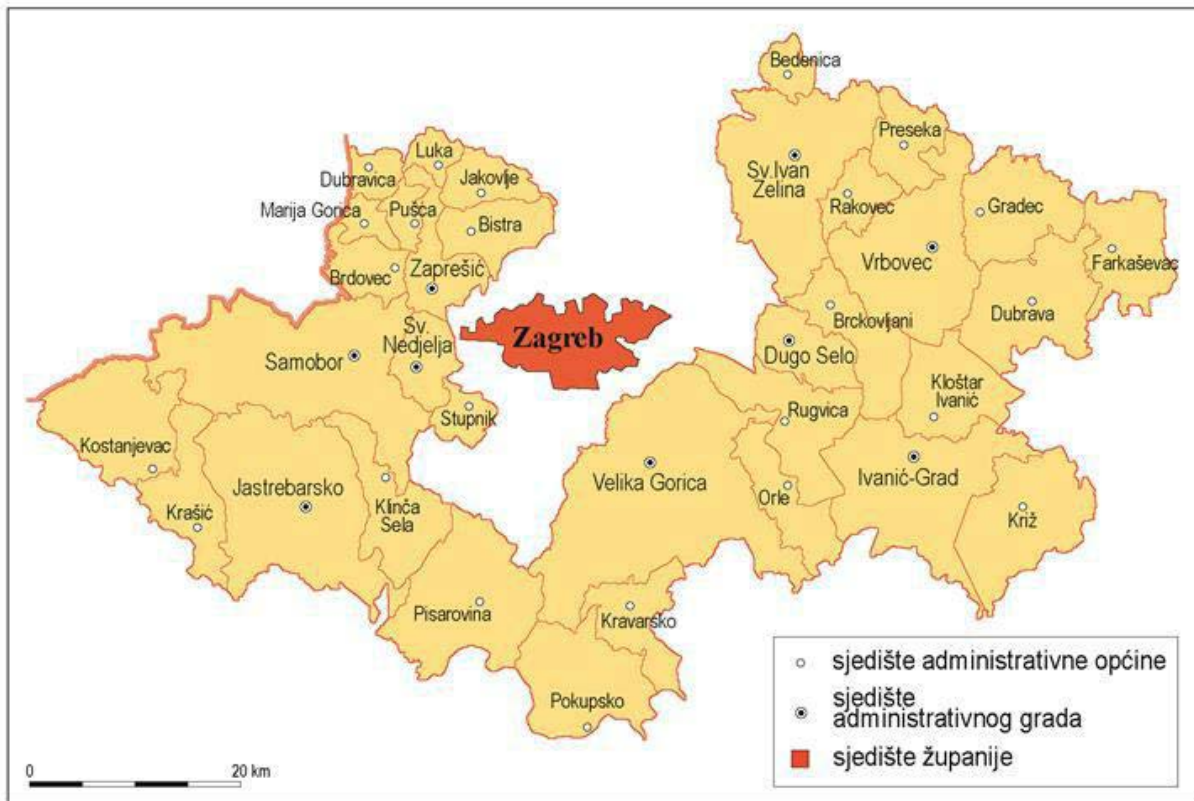 Bedenica
Preseka
Luka
Dubravica
Jakovlje
Sv.Ivan
Zelina
Rakovec
Marija Gorica
Pušća
Bistra
Gradec
Vrbovec
Farkaševac
Brdovec
Zaprešić
Dubrava
Brckovljani
Sv.
Nedjelja
Zagreb
Samobor
Dugo Selo
Kloštar
Ivanić
Stupnik
Rugvica
Kostanjevac
Velika Gorica
Ivanić-Grad
Jastrebarsko
Orle
Klinča
Sela
Krašić
Križ
Pisarovina
Kravarsko
Pokupsko
sjedište administrativne općine
sjedište
administrativnog grada
sjedište županije
0 20 km